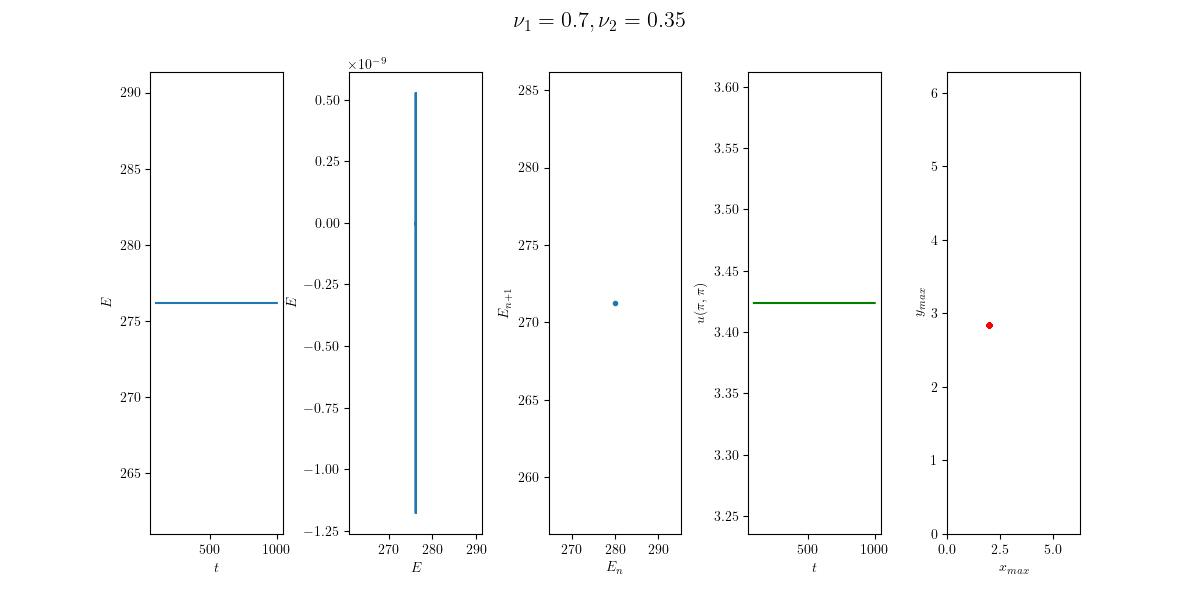 ν₁ = 0.7, ν₂ = 0.35
290
285
280
275
270
265
E
500 1000
t
×10⁻⁹
0.50
0.25
0.00
−0.25
−0.50
−0.75
−1.00
−1.25
E
270 280 290
E
285
280
275
270
265
260
Eₙ₊₁
270 280 290
Eₙ
3.60
3.55
3.50
3.45
3.40
3.35
3.30
3.25
u(π, π)
500 1000
t
6
5
4
3
2
1
0
y_max
0.0 2.5 5.0
x_max